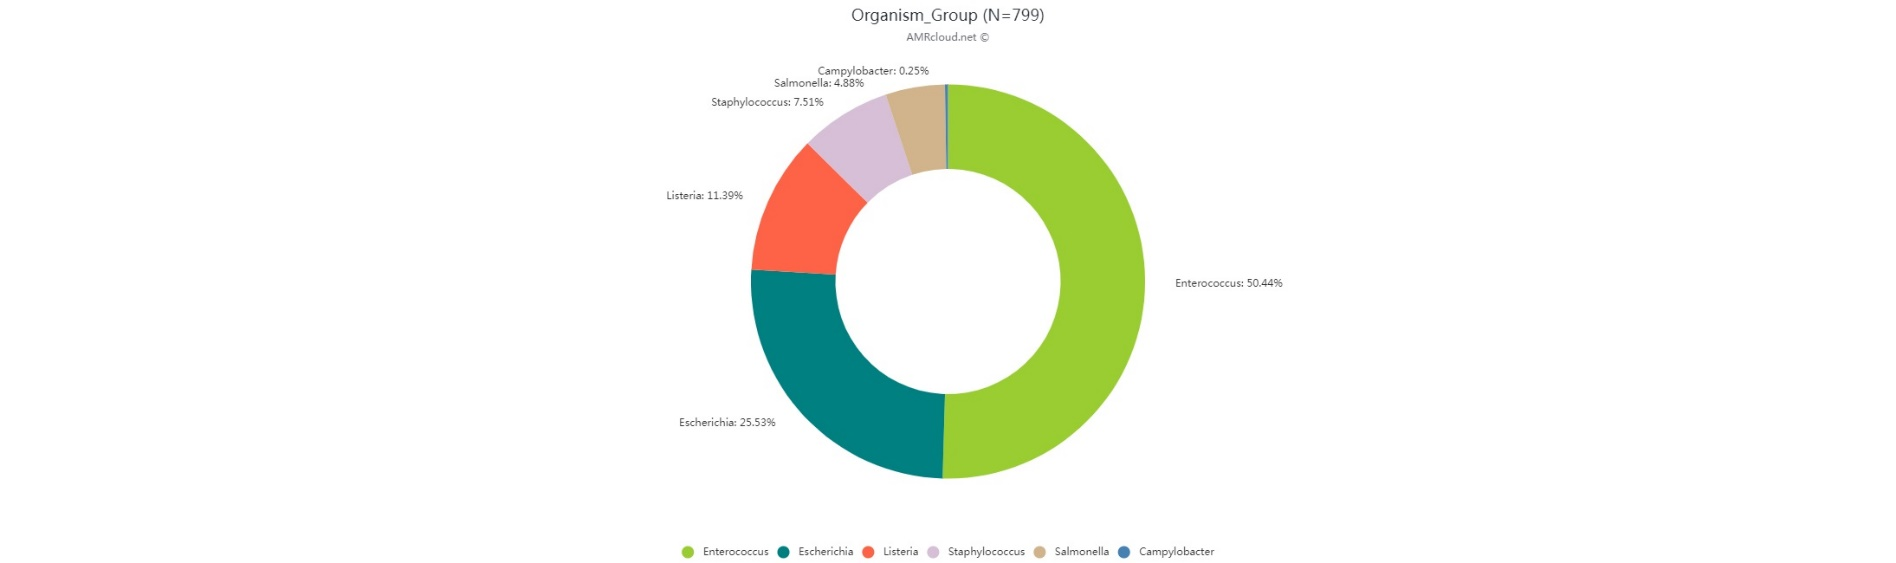 Organism_Group (N=799)
AMRcloud.net ©
Campylobacter: 0.25%
Salmonella: 4.88%
Staphylococcus: 7.51%
Listeria: 11.39%
Enterococcus: 50.44%
Escherichia: 25.53%
Enterococcus Escherichia Listeria Staphylococcus Salmonella Campylobacter